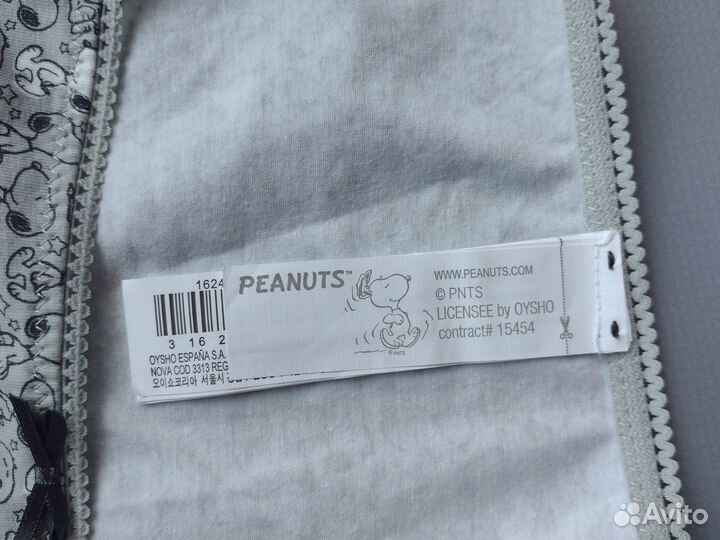 PEANUTS™
WWW.PEANUTS.COM
© PNTS
LICENSEE by OYSHO
contract# 15454
©PNTS
1624
3 16 2
OYSHO ESPAÑA S.A.
NOVA COD 3313 REG
오이쇼코리아 서울시
Avito